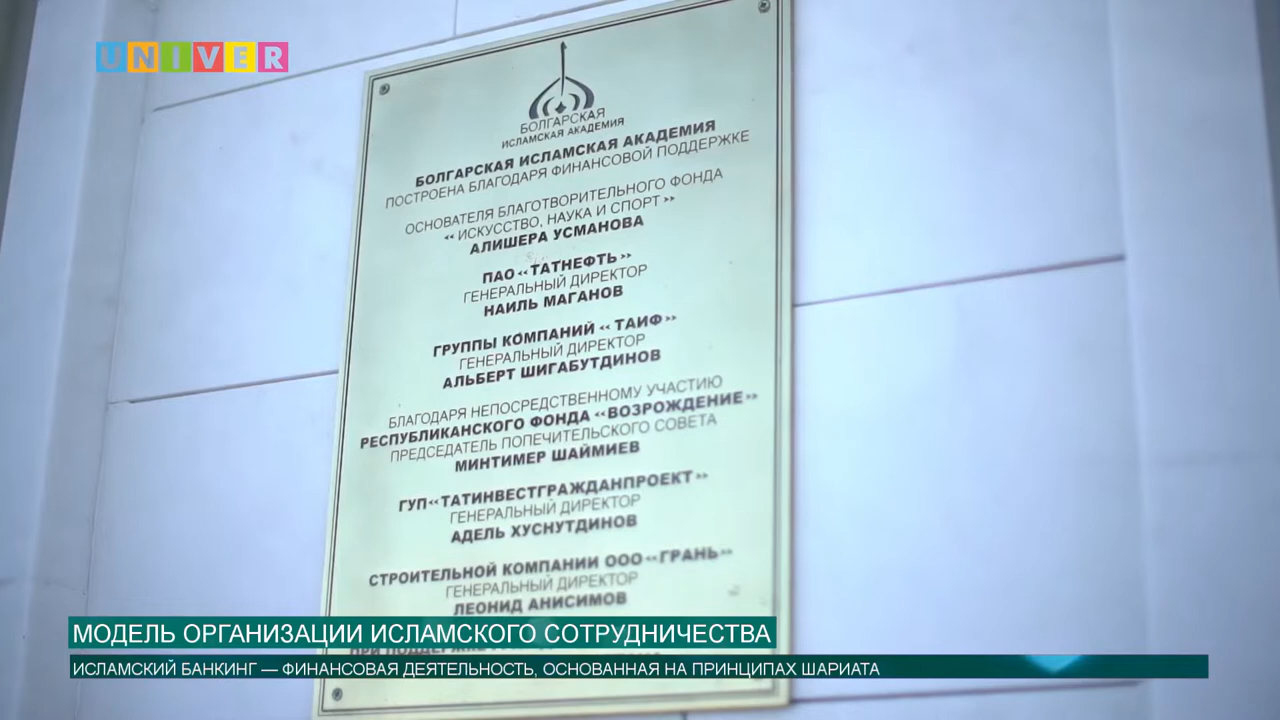 UNIVER
БОЛГАРСКАЯ
ИСЛАМСКАЯ АКАДЕМИЯ
БОЛГАРСКАЯ ИСЛАМСКАЯ АКАДЕМИЯ
ПОСТРОЕНА БЛАГОДАРЯ ФИНАНСОВОЙ ПОДДЕРЖКЕ
ОСНОВАТЕЛЯ БЛАГОТВОРИТЕЛЬНОГО ФОНДА
«ИСКУССТВО, НАУКА И СПОРТ»
АЛИШЕРА УСМАНОВА
ПАО «ТАТНЕФТЬ»
ГЕНЕРАЛЬНЫЙ ДИРЕКТОР
НАИЛЬ МАГАНОВ
ГРУППЫ КОМПАНИЙ «ТАИФ»
ГЕНЕРАЛЬНЫЙ ДИРЕКТОР
АЛЬБЕРТ ШИГАБУТДИНОВ
БЛАГОДАРЯ НЕПОСРЕДСТВЕННОМУ УЧАСТИЮ
РЕСПУБЛИКАНСКОГО ФОНДА «ВОЗРОЖДЕНИЕ»
ПРЕДСЕДАТЕЛЬ ПОПЕЧИТЕЛЬСКОГО СОВЕТА
МИНТИМЕР ШАЙМИЕВ
ГУП «ТАТИНВЕСТГРАЖДАНПРОЕКТ»
ГЕНЕРАЛЬНЫЙ ДИРЕКТОР
АДЕЛЬ ХУСНУТДИНОВ
СТРОИТЕЛЬНОЙ КОМПАНИИ ООО «ГРАНЬ»
ГЕНЕРАЛЬНЫЙ ДИРЕКТОР
ЛЕОНИД АНИСИМОВ
ПРИ ПОДДЕРЖКЕ
МОДЕЛЬ ОРГАНИЗАЦИИ ИСЛАМСКОГО СОТРУДНИЧЕСТВА
ИСЛАМСКИЙ БАНКИНГ — ФИНАНСОВАЯ ДЕЯТЕЛЬНОСТЬ, ОСНОВАННАЯ НА ПРИНЦИПАХ ШАРИАТА